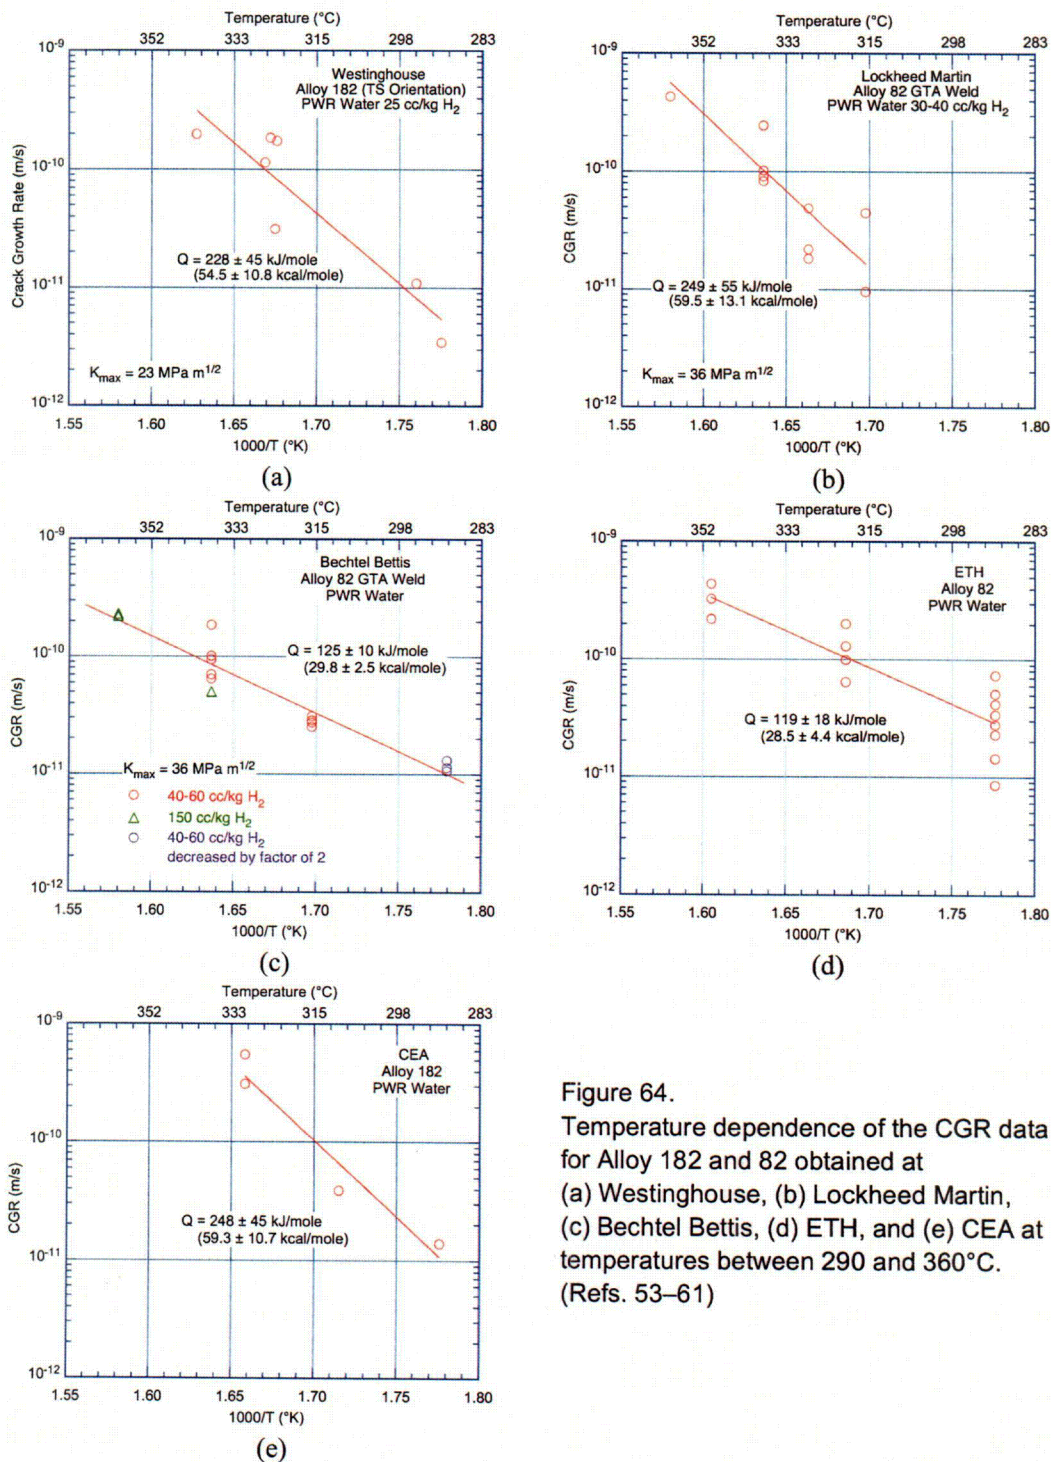 Temperature (°C)
352 333 315 298 283
10⁻⁹
Westinghouse
Alloy 182 (TS Orientation)
PWR Water 25 cc/kg H₂
10⁻¹⁰
Crack Growth Rate (m/s)
Q = 228 ± 45 kJ/mole
(54.5 ± 10.8 kcal/mole)
10⁻¹¹
Kmax = 23 MPa m1/2
10⁻¹²
1.55 1.60 1.65 1.70 1.75 1.80
1000/T (°K)
(a)
Temperature (°C)
352 333 315 298 283
10⁻⁹
Lockheed Martin
Alloy 82 GTA Weld
PWR Water 30-40 cc/kg H₂
10⁻¹⁰
CGR (m/s)
Q = 249 ± 55 kJ/mole
(59.5 ± 13.1 kcal/mole)
10⁻¹¹
Kmax = 36 MPa m1/2
10⁻¹²
1.55 1.60 1.65 1.70 1.75 1.80
1000/T (°K)
(b)
Temperature (°C)
352 333 315 298 283
10⁻⁹
Bechtel Bettis
Alloy 82 GTA Weld
PWR Water
10⁻¹⁰
Q = 125 ± 10 kJ/mole
(29.8 ± 2.5 kcal/mole)
CGR (m/s)
10⁻¹¹
Kmax = 36 MPa m1/2
40-60 cc/kg H₂
150 cc/kg H₂
40-60 cc/kg H₂
decreased by factor of 2
10⁻¹²
1.55 1.60 1.65 1.70 1.75 1.80
1000/T (°K)
(c)
Temperature (°C)
352 333 315 298 283
10⁻⁹
ETH
Alloy 82
PWR Water
10⁻¹⁰
CGR (m/s)
Q = 119 ± 18 kJ/mole
(28.5 ± 4.4 kcal/mole)
10⁻¹¹
10⁻¹²
1.55 1.60 1.65 1.70 1.75 1.80
1000/T (°K)
(d)
Temperature (°C)
352 333 315 298 283
10⁻⁹
CEA
Alloy 182
PWR Water
10⁻¹⁰
CGR (m/s)
Q = 248 ± 45 kJ/mole
(59.3 ± 10.7 kcal/mole)
10⁻¹¹
10⁻¹²
1.55 1.60 1.65 1.70 1.75 1.80
1000/T (°K)
(e)
Figure 64.
Temperature dependence of the CGR data
for Alloy 182 and 82 obtained at
(a) Westinghouse, (b) Lockheed Martin,
(c) Bechtel Bettis, (d) ETH, and (e) CEA at
temperatures between 290 and 360°C.
(Refs. 53–61)